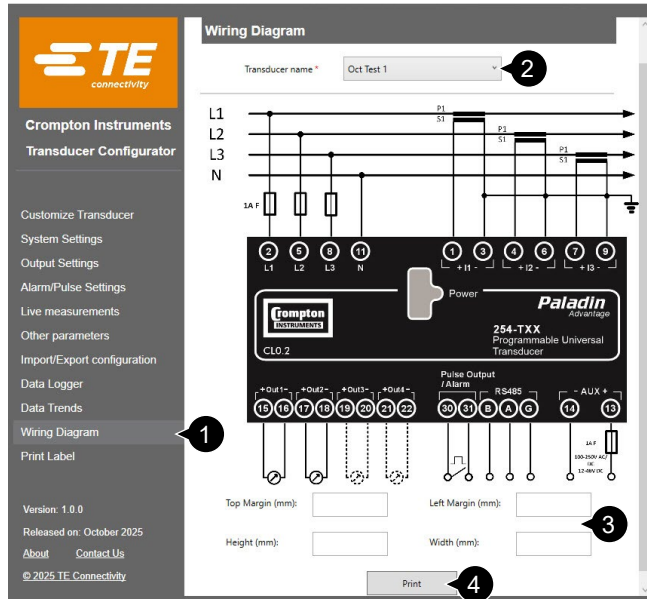 TE
connectivity
Crompton Instruments
Transducer Configurator
Customize Transducer
System Settings
Output Settings
Alarm/Pulse Settings
Live measurements
Other parameters
Import/Export configuration
Data Logger
Data Trends
Wiring Diagram
Print Label
Version: 1.0.0
Released on: October 2025
About Contact Us
© 2025 TE Connectivity
1
Wiring Diagram
Transducer name * Oct Test 1
2
L1
L2
L3
N
P1
S1
P1
S1
P1
S1
1A F
2 5 8 11 1 3 4 6 7 9
L1 L2 L3 N + I1 - + I2 - + I3 -
Power
Crompton
INSTRUMENTS
CL0.2
Paladin
Advantage
254-TXX
Programmable Universal
Transducer
Pulse Output
/ Alarm
RS485
- AUX +
+Out1- +Out2- +Out3- +Out4-
15 16 17 18 19 20 21 22 30 31 B A G 14 13
1A F
100-250V AC/
DC
12-48V DC
Top Margin (mm): Left Margin (mm):
Height (mm): Width (mm):
3
Print
4